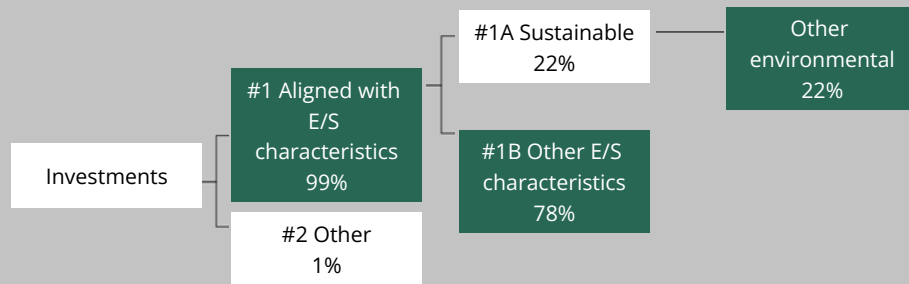 Investments
#1 Aligned with
E/S
characteristics
99%
#2 Other
1%
#1A Sustainable
22%
#1B Other E/S
characteristics
78%
Other
environmental
22%